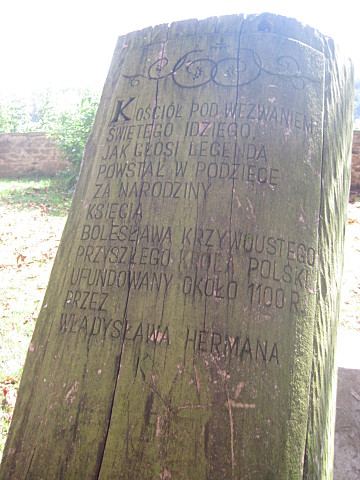 KOŚCIÓŁ POD WEZWANIEM
ŚWIĘTEGO IDZIEGO,
JAK GŁOSI LEGENDA
POWSTAŁ W PODZIĘCE
ZA NARODZINY
KSIĘCIA
BOLESŁAWA KRZYWOUSTEGO
PRZYSZŁEGO KRÓLA POLSKI
UFUNDOWANY OKOŁO 1100 R.
PRZEZ
WŁADYSŁAWA HERMANA
K